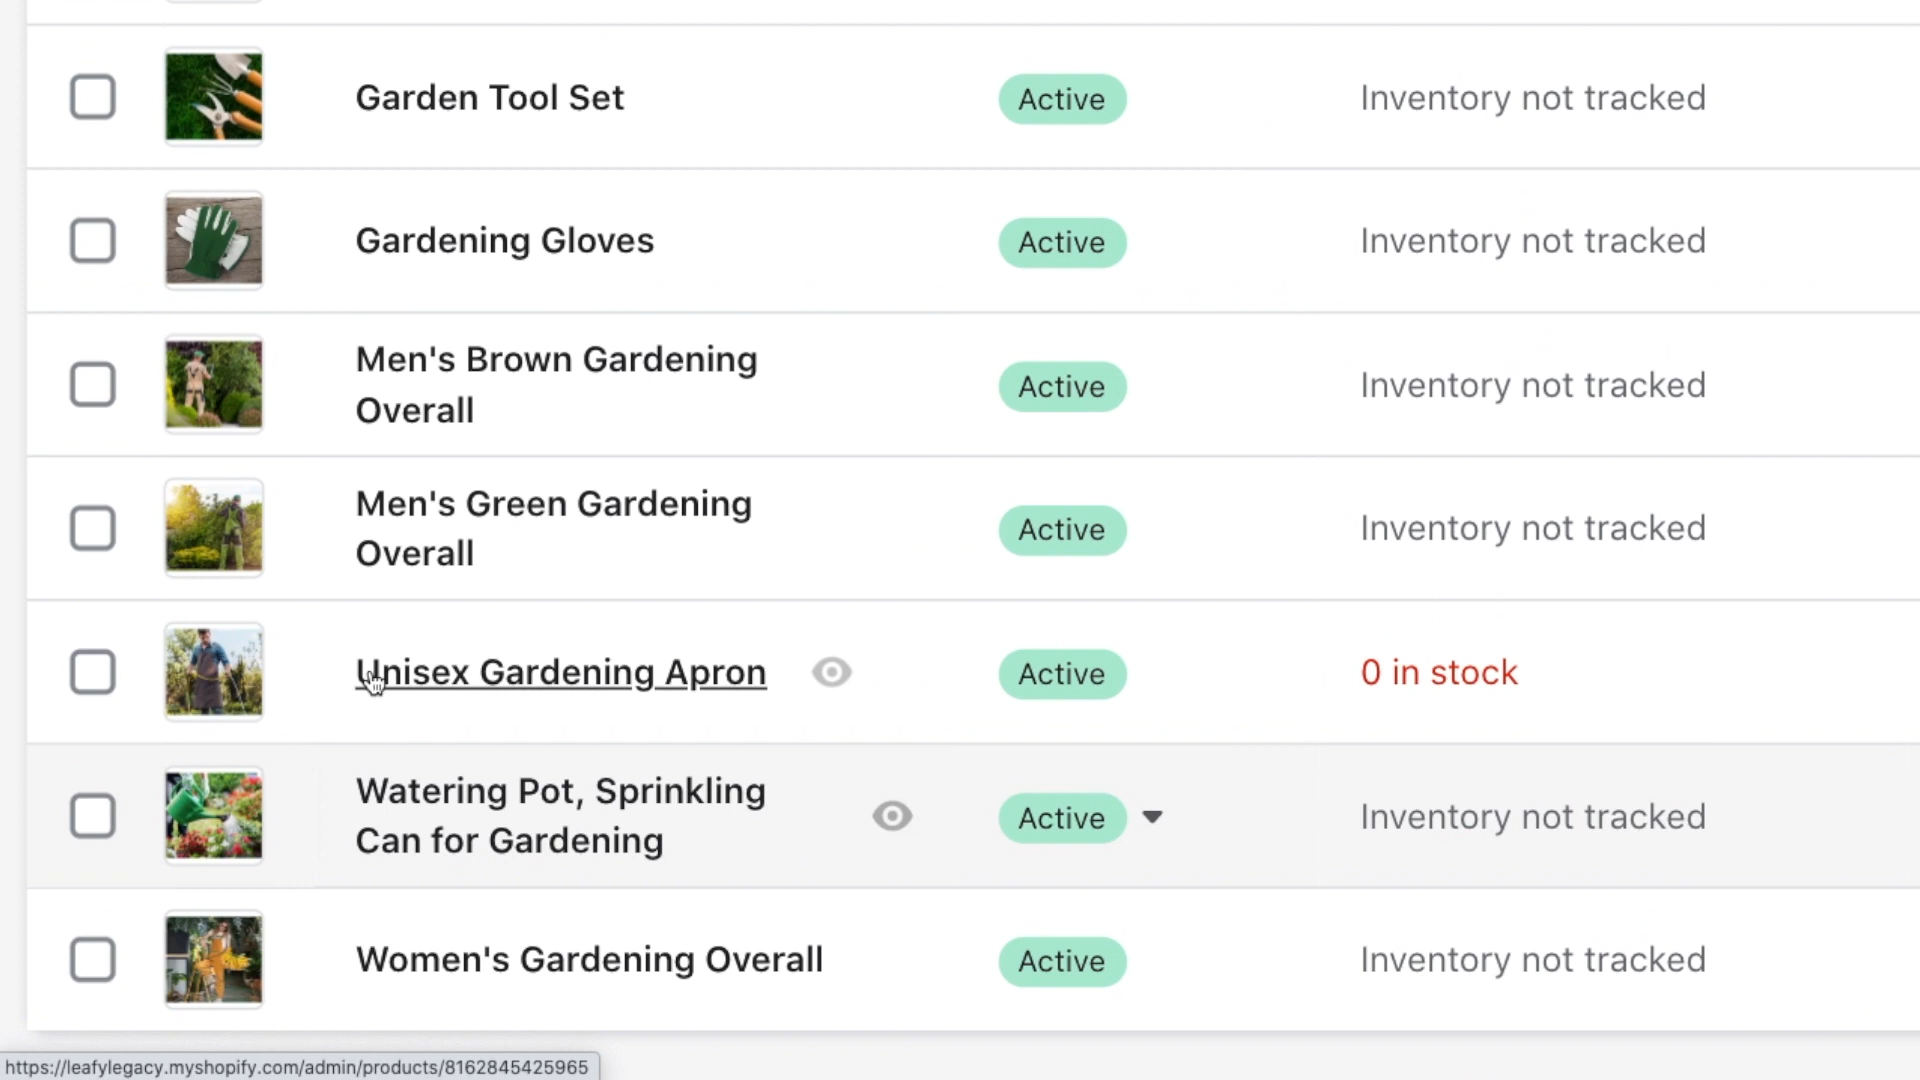 Garden Tool Set
Active
Inventory not tracked
Gardening Gloves
Active
Inventory not tracked
Men's Brown Gardening
Overall
Active
Inventory not tracked
Men's Green Gardening
Overall
Active
Inventory not tracked
Unisex Gardening Apron
Active
0 in stock
Watering Pot, Sprinkling
Can for Gardening
Active
Inventory not tracked
Women's Gardening Overall
Active
Inventory not tracked
https://leafylegacy.myshopify.com/admin/products/8162845425965